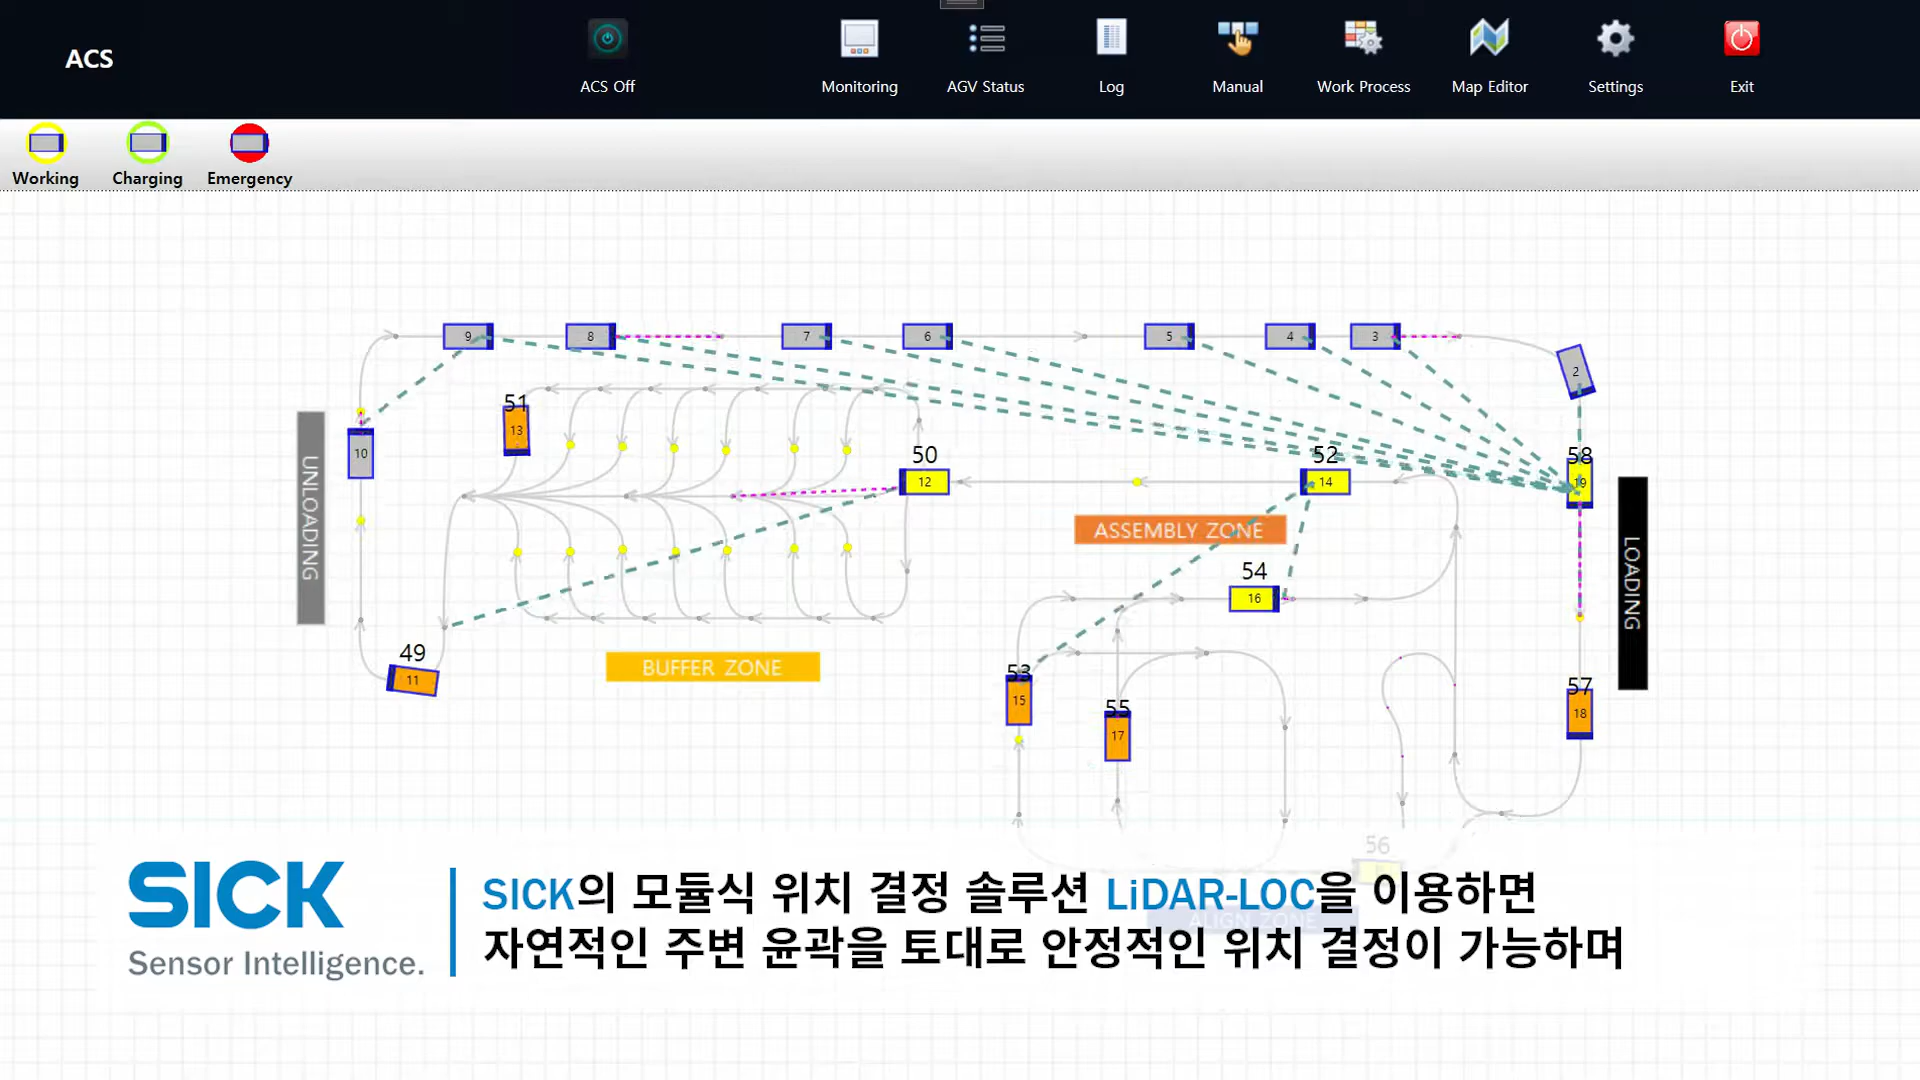 ACS
ACS Off
Monitoring
AGV Status
Log
Manual
Work Process
Map Editor
Settings
Exit
Working
Charging
Emergency
9
8
7
6
5
4
3
2
51
13
10
50
12
52
14
58
19
UNLOADING
ASSEMBLY ZONE
LOADING
54
16
49
11
BUFFER ZONE
53
15
55
17
57
18
56
ALIGN ZONE
SICK
Sensor Intelligence.
SICK의 모듈식 위치 결정 솔루션 LiDAR-LOC을 이용하면
자연적인 주변 윤곽을 토대로 안정적인 위치 결정이 가능하며